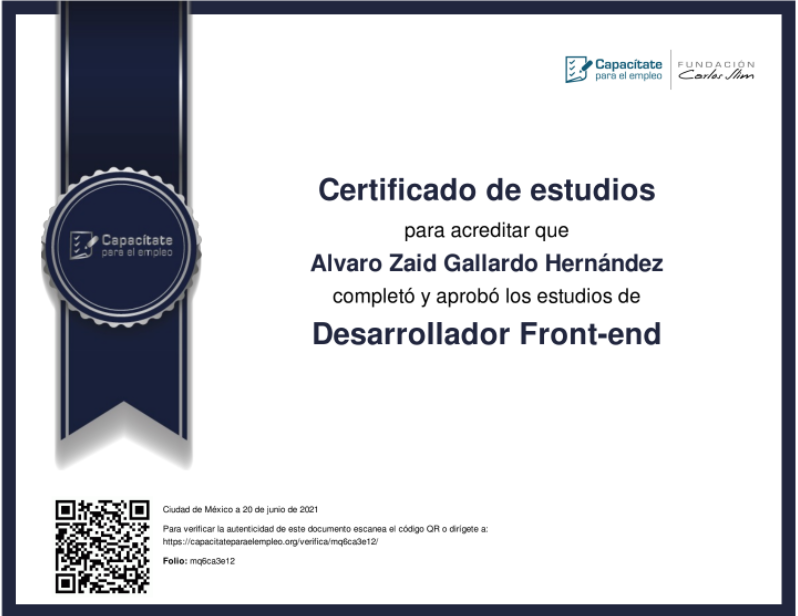 Capacítate
para el empleo
FUNDACIÓN
Carlos Slim
Certificado de estudios
para acreditar que
Alvaro Zaid Gallardo Hernández
completó y aprobó los estudios de
Desarrollador Front-end
Capacítate
para el empleo
Ciudad de México a 20 de junio de 2021
Para verificar la autenticidad de este documento escanea el código QR o dirígete a:
https://capacitateparaelempleo.org/verifica/mq6ca3e12/
Folio: mq6ca3e12